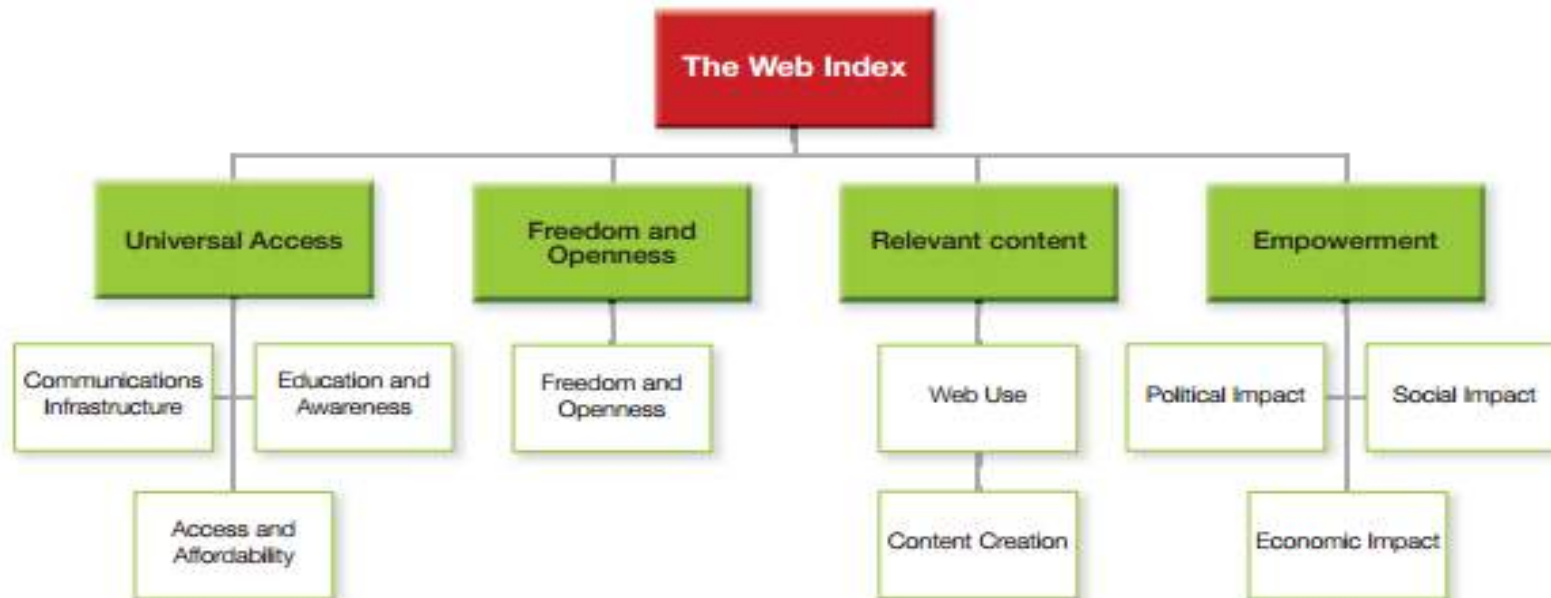 The Web Index
Universal Access
Freedom and
Openness
Relevant content
Empowerment
Communications
Infrastructure
Education and
Awareness
Access and
Affordability
Freedom and
Openness
Web Use
Content Creation
Political Impact
Social Impact
Economic Impact